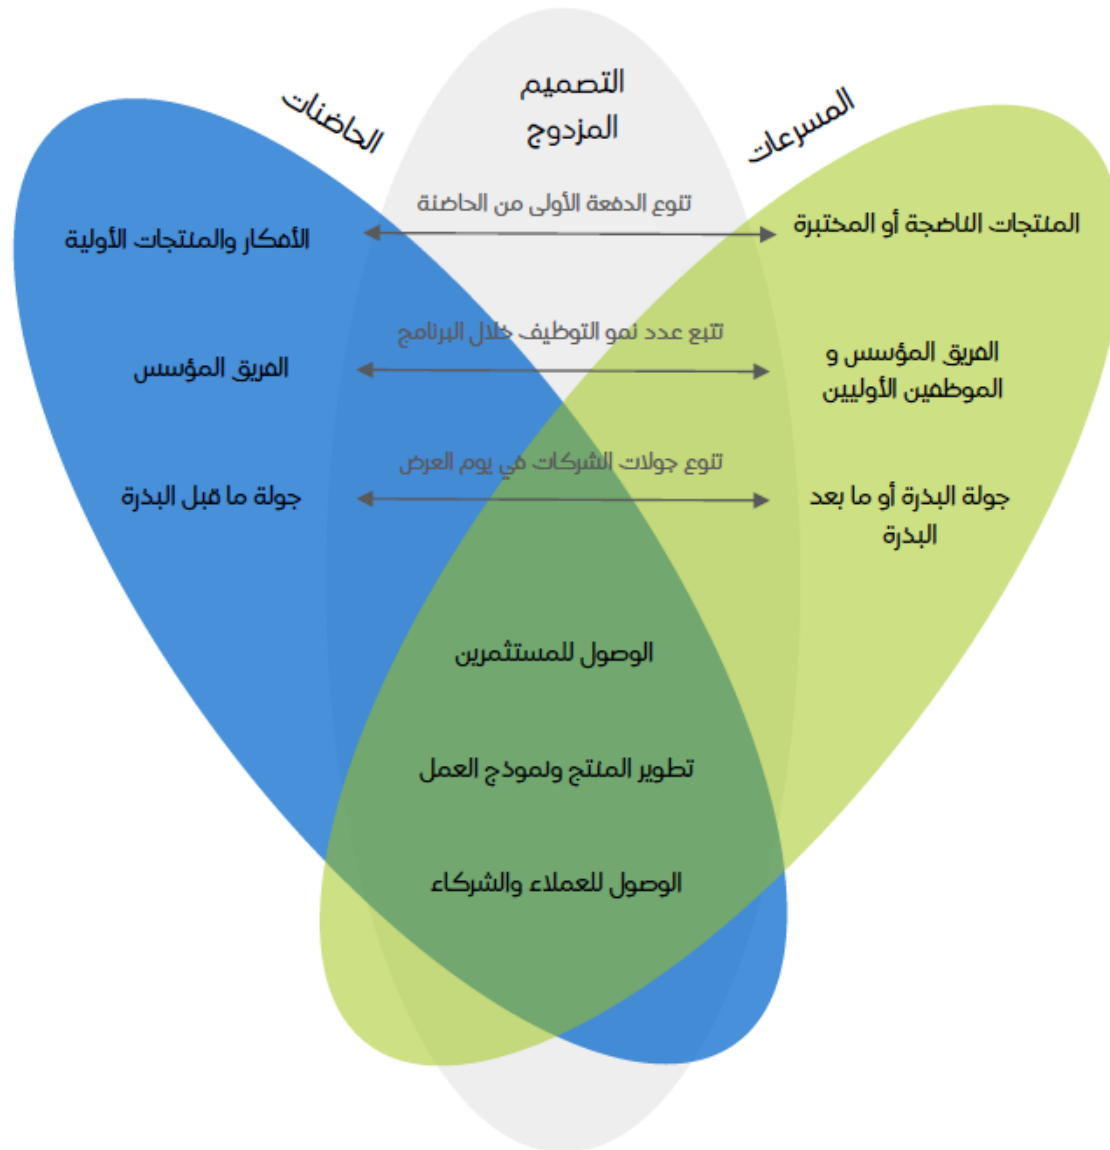 التصميم
المزدوج
المسرعات
الحاضنات
تنوع الدفعة الأولى من الحاضنة
المنتجات الناضجة أو المختبرة
الأفكار والمنتجات الأولية
تتبع عدد نمو التوظيف خلال البرنامج
الفريق المؤسس و
الموظفين الأوليين
الفريق المؤسس
تنوع جولات الشركات في يوم العرض
جولة البذرة أو ما بعد
البذرة
جولة ما قبل البذرة
الوصول للمستثمرين
تطوير المنتج ونموذج العمل
الوصول للعملاء والشركاء